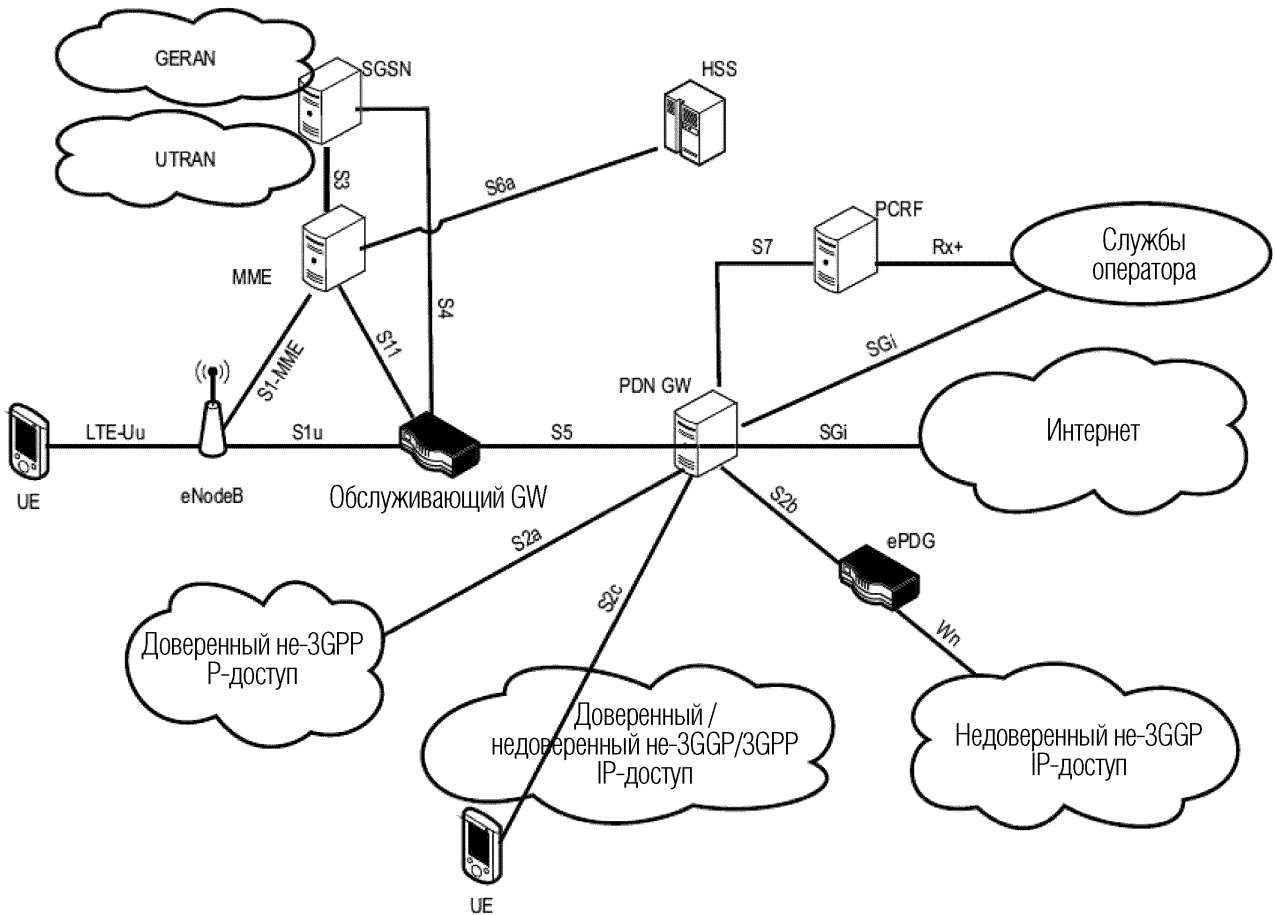 GERAN
SGSN
HSS
UTRAN
S3
S6a
PCRF
MME
S7
Rx+
Службы
оператора
S4
S11
S1-MME
SGi
PDN GW
UE
LTE-Uu
eNodeB
S1u
Обслуживающий GW
S5
SGi
Интернет
S2a
S2c
S2b
ePDG
Wn
Доверенный не-3GPP
Р-доступ
Доверенный /
недоверенный не-3GGP/3GPP
IP-доступ
Недоверенный не-3GGP
IP-доступ
UE